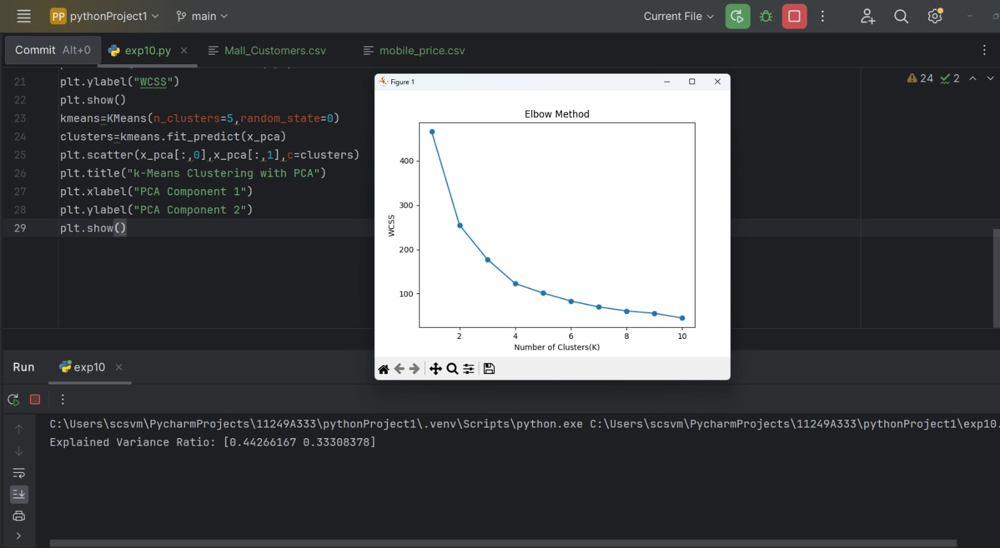 PP pythonProject1
main
Current File
Commit Alt+0
exp10.py
Mall_Customers.csv
mobile_price.csv
24 2
21 plt.ylabel("WCSS")
22 plt.show()
23 kmeans=KMeans(n_clusters=5,random_state=0)
24 clusters=kmeans.fit_predict(x_pca)
25 plt.scatter(x_pca[:,0],x_pca[:,1],c=clusters)
26 plt.title("k-Means Clustering with PCA")
27 plt.xlabel("PCA Component 1")
28 plt.ylabel("PCA Component 2")
29 plt.show()
Figure 1
Elbow Method
WCSS
400
300
200
100
2 4 6 8 10
Number of Clusters(K)
Run exp10
C:\Users\scsvm\PycharmProjects\11249A333\pythonProject1\.venv\Scripts\python.exe C:\Users\scsvm\PycharmProjects\11249A333\pythonProject1\exp10.
Explained Variance Ratio: [0.44266167 0.33308378]